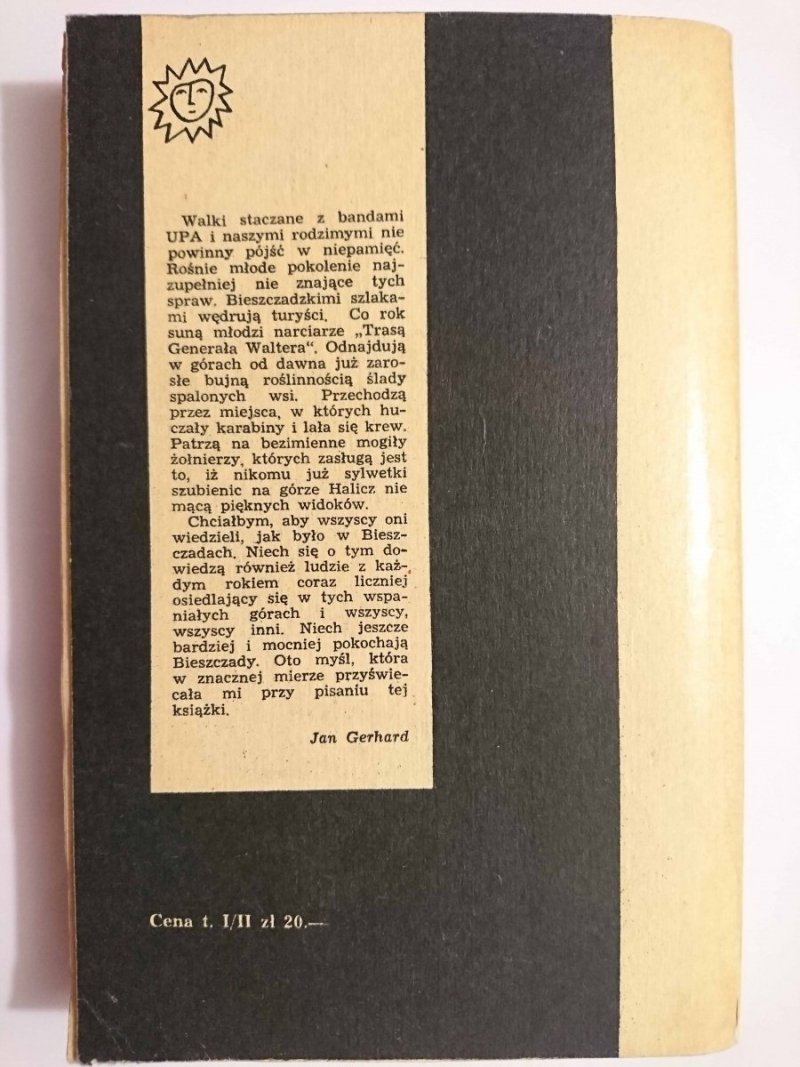 Walki staczane z bandami
UPA i naszymi rodzimymi nie
powinny pójść w niepamięć.
Rośnie młode pokolenie naj-
zupełniej nie znające tych
spraw. Bieszczadzkimi szlaka-
mi wędrują turyści. Co rok
suną młodzi narciarze „Trasą
Generała Waltera“. Odnajdują
w górach od dawna już zaro-
słe bujną roślinnością ślady
spalonych wsi. Przechodzą
przez miejsca, w których hu-
czały karabiny i lała się krew.
Patrzą na bezimienne mogiły
żołnierzy, których zasługą jest
to, iż nikomu już sylwetki
szubienic na górze Halicz nie
mącą pięknych widoków.
Chciałbym, aby wszyscy oni
wiedzieli, jak było w Biesz-
czadach. Niech się o tym do-
wiedzą również ludzie z każ-
dym rokiem coraz liczniej
osiedlający się w tych wspa-
niałych górach i wszyscy,
wszyscy inni. Niech jeszcze
bardziej i mocniej pokochają
Bieszczady. Oto myśl, która
w znacznej mierze przyświe-
cała mi przy pisaniu tej
książki.
Jan Gerhard
Cena t. I/II zł 20.—